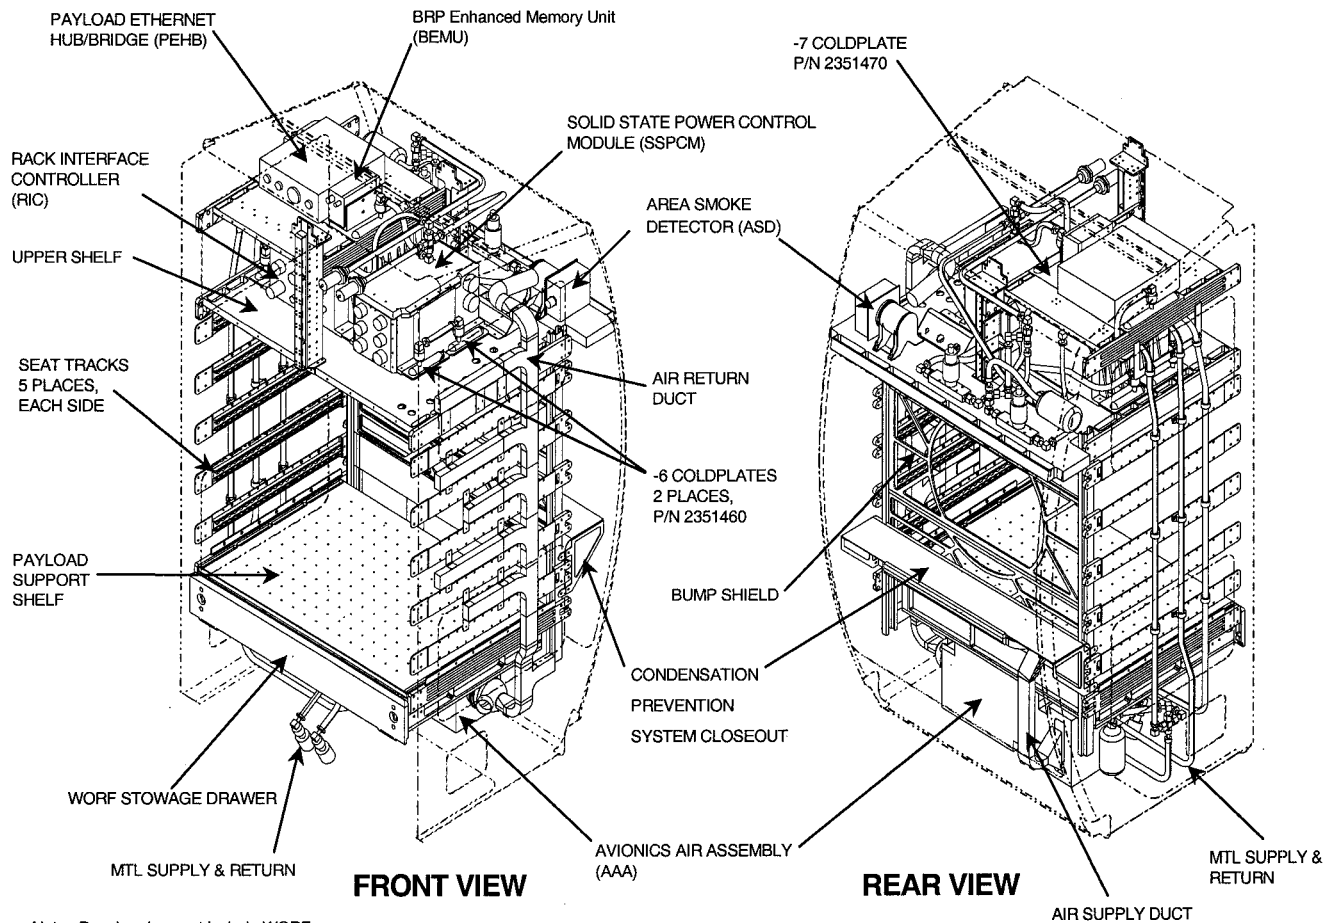 PAYLOAD ETHERNET
HUB/BRIDGE (PEHB)
BRP Enhanced Memory Unit
(BEMU)
-7 COLDPLATE
P/N 2351470
SOLID STATE POWER CONTROL
MODULE (SSPCM)
RACK INTERFACE
CONTROLLER
(RIC)
AREA SMOKE
DETECTOR (ASD)
UPPER SHELF
SEAT TRACKS
5 PLACES,
EACH SIDE
AIR RETURN
DUCT
-6 COLDPLATES
2 PLACES,
P/N 2351460
PAYLOAD
SUPPORT
SHELF
BUMP SHIELD
CONDENSATION
PREVENTION
SYSTEM CLOSEOUT
WORF STOWAGE DRAWER
MTL SUPPLY & RETURN
AVIONICS AIR ASSEMBLY
(AAA)
MTL SUPPLY &
RETURN
FRONT VIEW
REAR VIEW
AIR SUPPLY DUCT